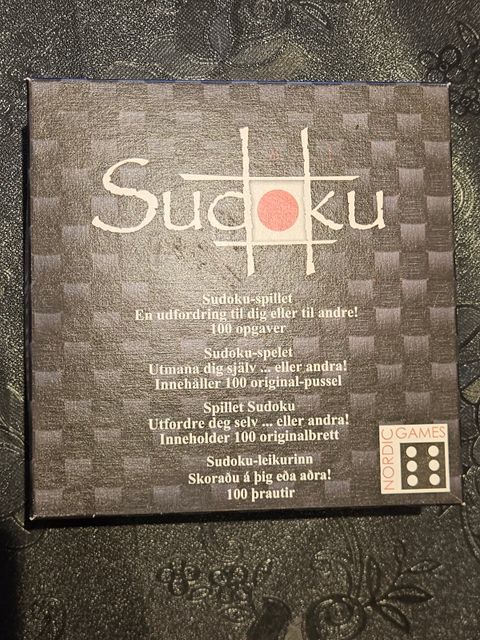 Sudoku
Sudoku-spillet
En udfordring til dig eller til andre!
100 opgaver
Sudoku-spelet
Utmana dig själv ... eller andra!
Innehåller 100 original-pussel
Spillet Sudoku
Utfordre deg selv ... eller andra!
Inneholder 100 originalbrett
Sudoku-leikurinn
Skoraðu á þig eða aðra!
100 þrautir
NORDIC
GAMES